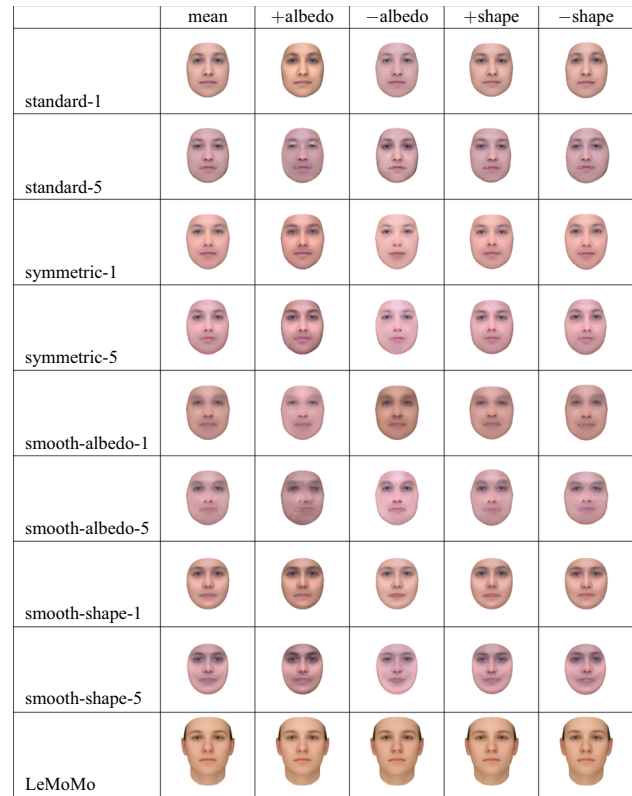 mean +albedo −albedo +shape −shape
standard-1
standard-5
symmetric-1
symmetric-5
smooth-albedo-1
smooth-albedo-5
smooth-shape-1
smooth-shape-5
LeMoMo